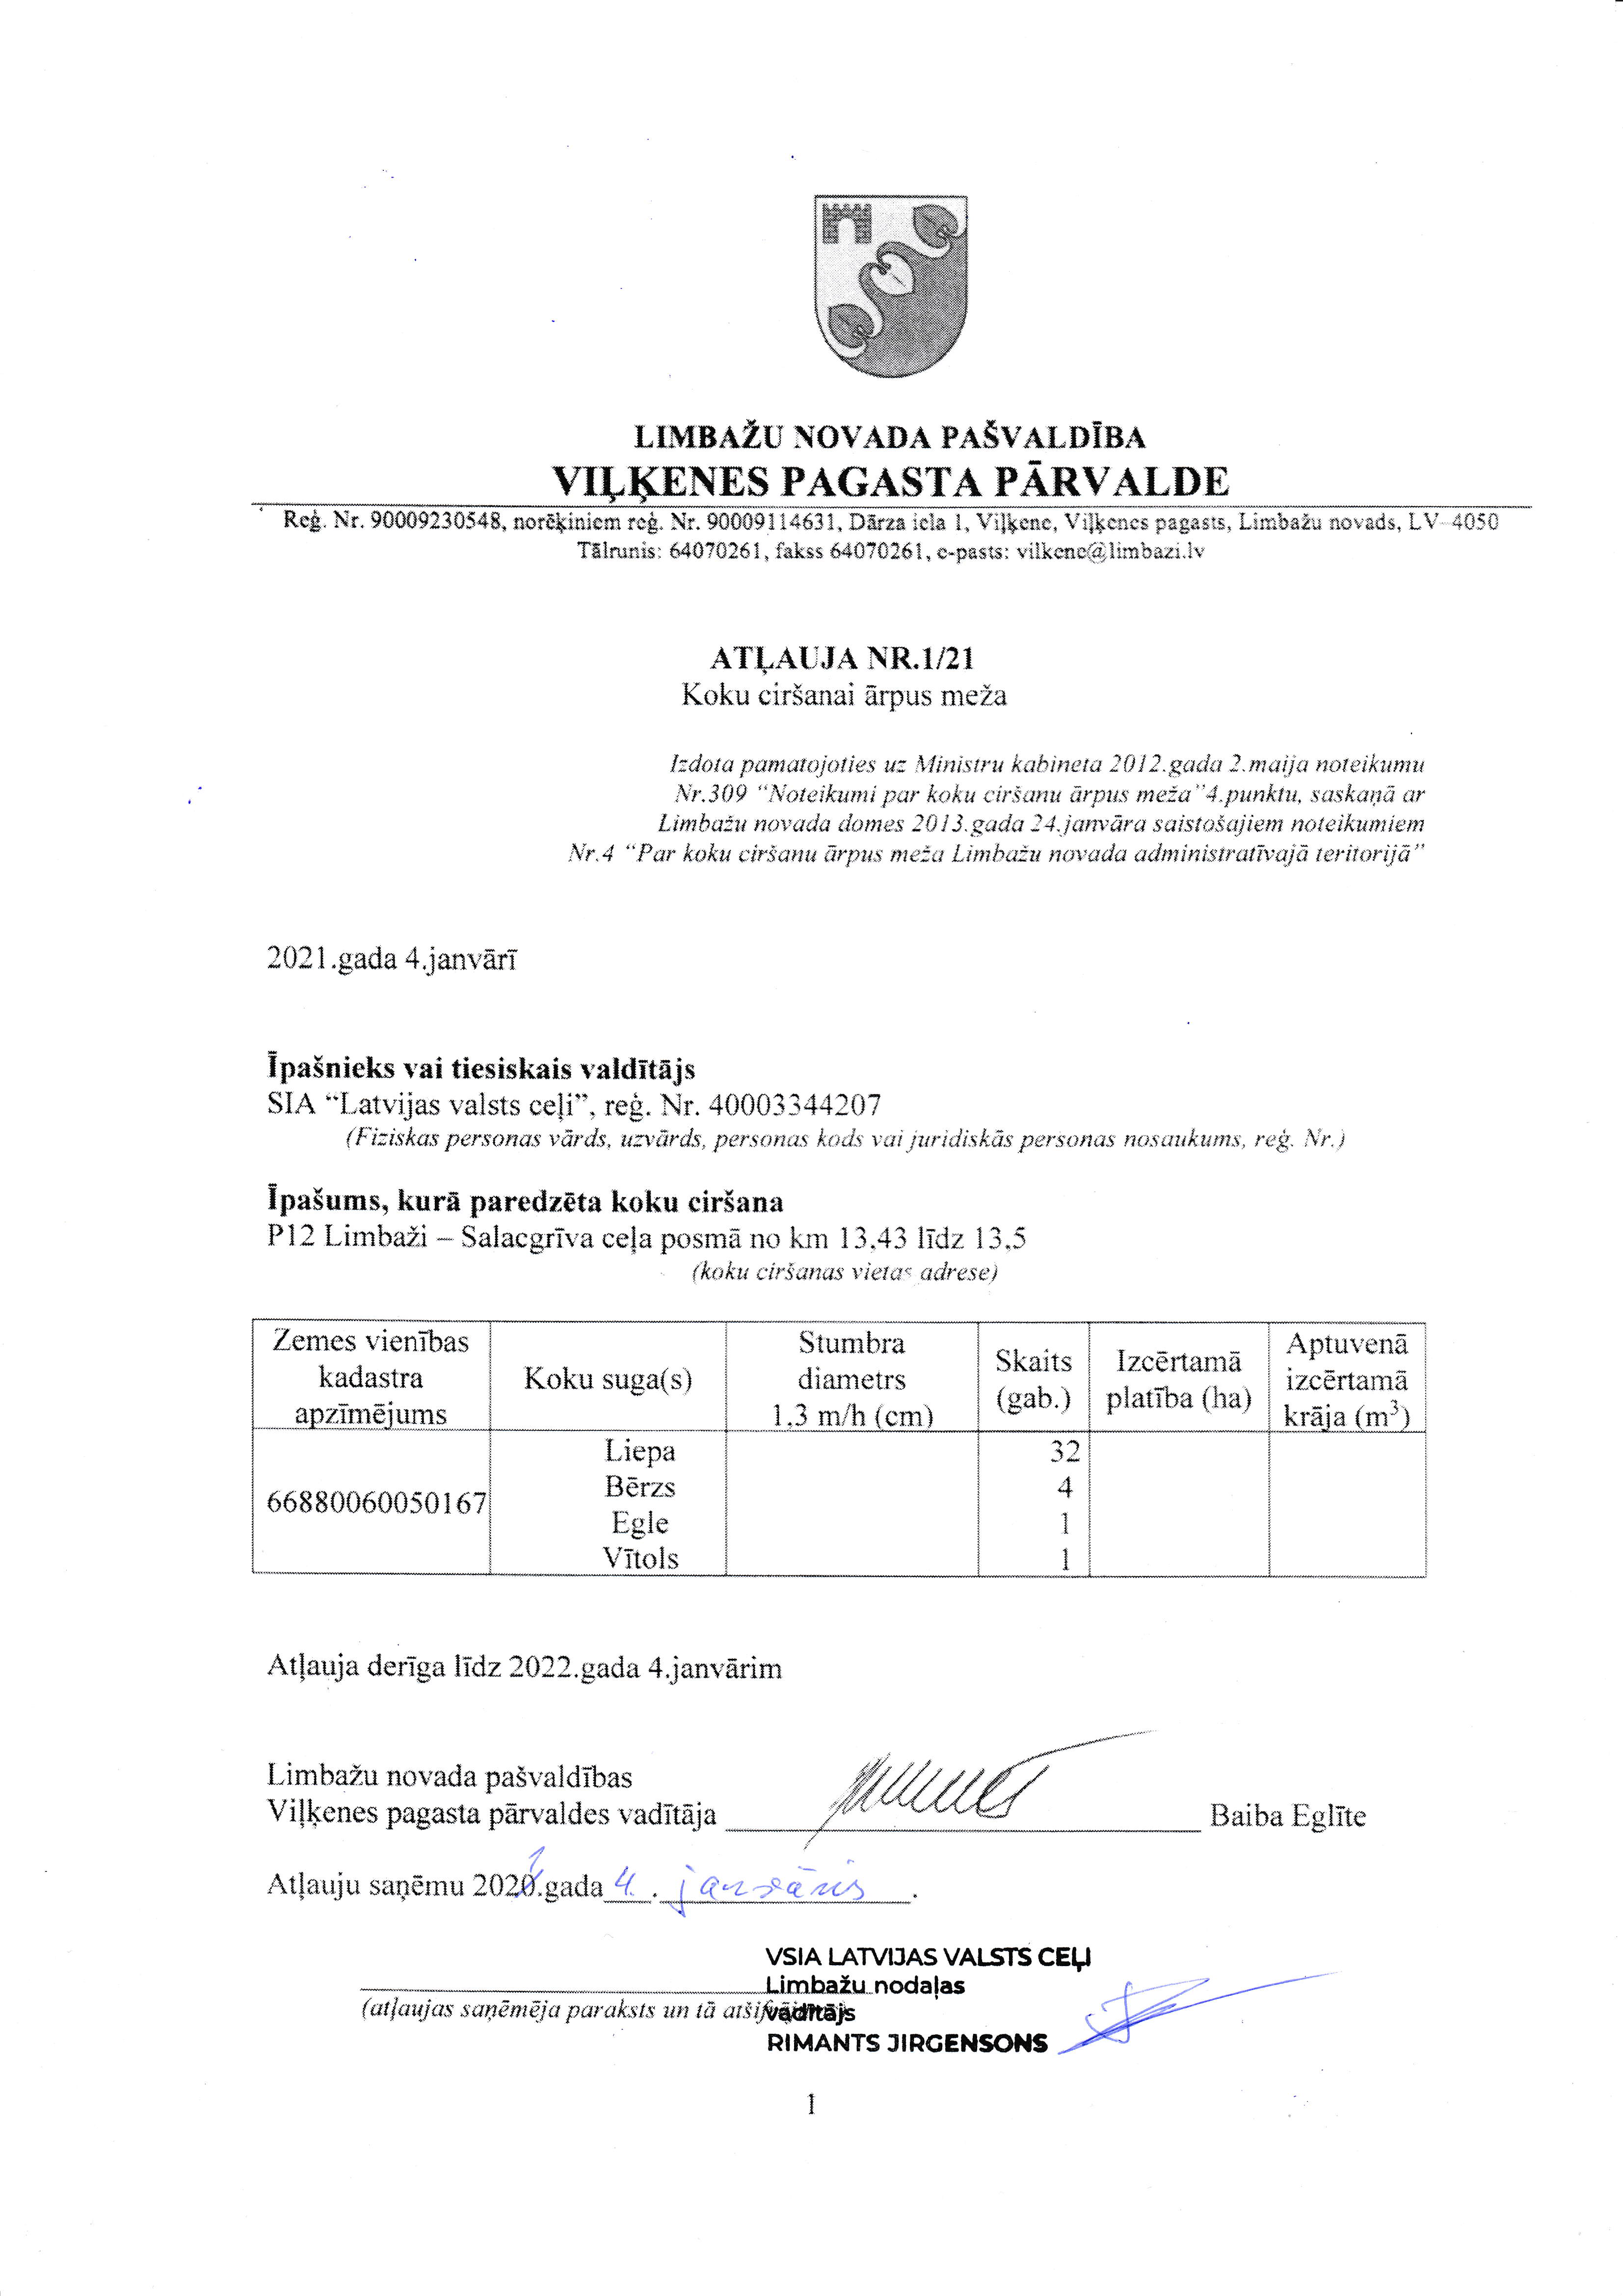 LIMBAŽU NOVADA PAŠVALDĪBA
VIĻĶENES PAGASTA PĀRVALDE
Reģ. Nr. 90009230548, norēķiniem reģ. Nr. 90009114631, Dārza iela 1, Viļķene, Viļķenes pagasts, Limbažu novads, LV-4050
Tālrunis: 64070261, fakss 64070261, e-pasts: vilkene@limbazi.lv
ATĻAUJA NR.1/21
Koku ciršanai ārpus meža
Izdota pamatojoties uz Ministru kabineta 2012.gada 2.maija noteikumu
Nr.309 “Noteikumi par koku ciršanu ārpus meža”4.punktu, saskaņā ar
Limbažu novada domes 2013.gada 24.janvāra saistošajiem noteikumiem
Nr.4 “Par koku ciršanu ārpus meža Limbažu novada administratīvajā teritorijā”
2021.gada 4.janvārī
Īpašnieks vai tiesiskais valdītājs
SIA “Latvijas valsts ceļi”, reģ. Nr. 40003344207
(Fiziskas personas vārds, uzvārds, personas kods vai juridiskās personas nosaukums, reģ. Nr.)
Īpašums, kurā paredzēta koku ciršana
P12 Limbaži – Salacgrīva ceļa posmā no km 13,43 līdz 13,5
(koku ciršanas vietas adrese)
Zemes vienības kadastra apzīmējums
Koku suga(s)
Stumbra diametrs 1,3 m/h (cm)
Skaits (gab.)
Izcērtamā platība (ha)
Aptuvenā izcērtamā krāja (m³)
66880060050167
Liepa 32
Bērzs 4
Egle 1
Vītols 1
Atļauja derīga līdz 2022.gada 4.janvārim
Limbažu novada pašvaldības
Viļķenes pagasta pārvaldes vadītāja Baiba Eglīte
Atļauju saņēmu 2021.gada 4. janvāris.
VSIA LATVIJAS VALSTS CEĻI
Limbažu nodaļas
vadītājs
RIMANTS JIRGENSONS
(atļaujas saņēmēja paraksts un tā
1